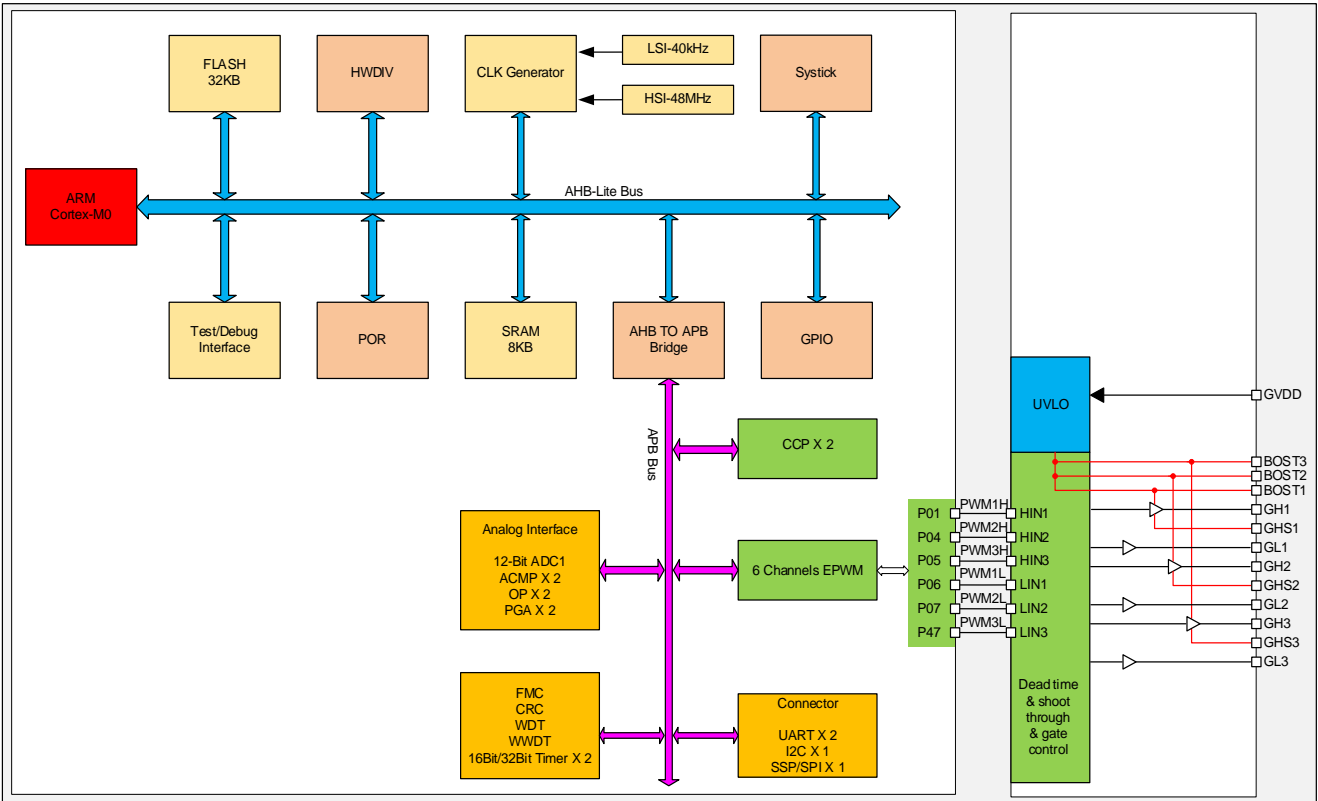 FLASH
32KB
HWDIV
CLK Generator
LSI-40kHz
HSI-48MHz
Systick
ARM
Cortex-M0
AHB-Lite Bus
Test/Debug
Interface
POR
SRAM
8KB
AHB TO APB
Bridge
GPIO
APB Bus
CCP X 2
Analog Interface
12-Bit ADC1
ACMP X 2
OP X 2
PGA X 2
6 Channels EPWM
FMC
CRC
WDT
WWDT
16Bit/32Bit Timer X 2
Connector
UART X 2
I2C X 1
SSP/SPI X 1
P01
P04
P05
P06
P07
P47
PWM1H
PWM2H
PWM3H
PWM1L
PWM2L
PWM3L
HIN1
HIN2
HIN3
LIN1
LIN2
LIN3
UVLO
Dead time
& shoot
through
& gate
control
GVDD
BOST3
BOST2
BOST1
GH1
GHS1
GL1
GH2
GHS2
GL2
GH3
GHS3
GL3